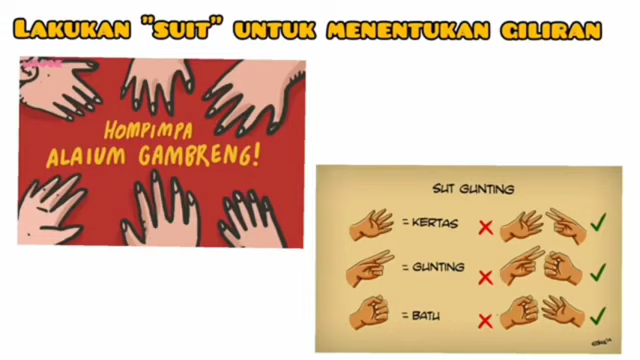 LAKUKAN "SUIT" UNTUK MENENTUKAN GILIRAN
HOMPIMPA
ALAIUM GAMBRENG!
SUT GUNTING
= KERTAS
= GUNTING
= BATU